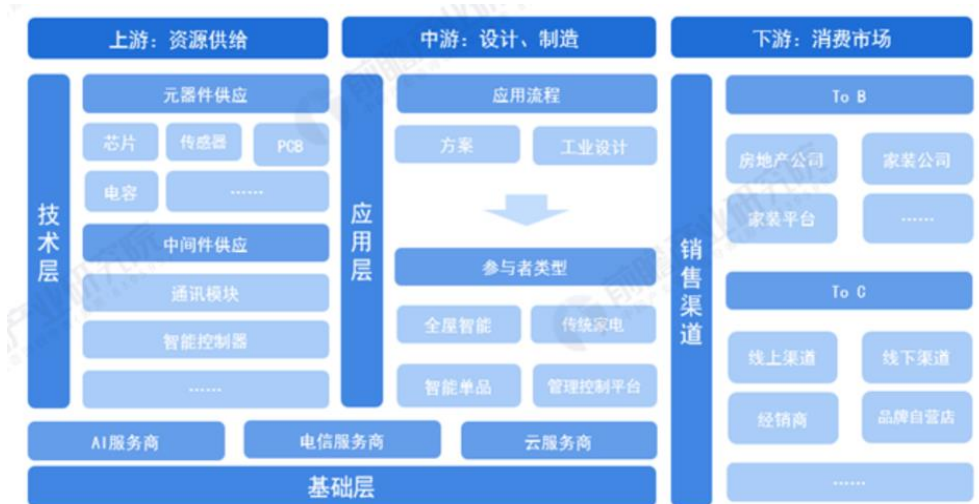 上游：资源供给
技术层
元器件供应
芯片
传感器
PCB
电容
……
中间件供应
通讯模块
智能控制器
……
中游：设计、制造
应用层
应用流程
方案
工业设计
参与者类型
全屋智能
传统家电
智能单品
管理控制平台
AI服务商
电信服务商
云服务商
基础层
下游：消费市场
销售渠道
To B
房地产公司
家装公司
家装平台
……
To C
线上渠道
线下渠道
经销商
品牌自营店
……
前瞻产业研究院